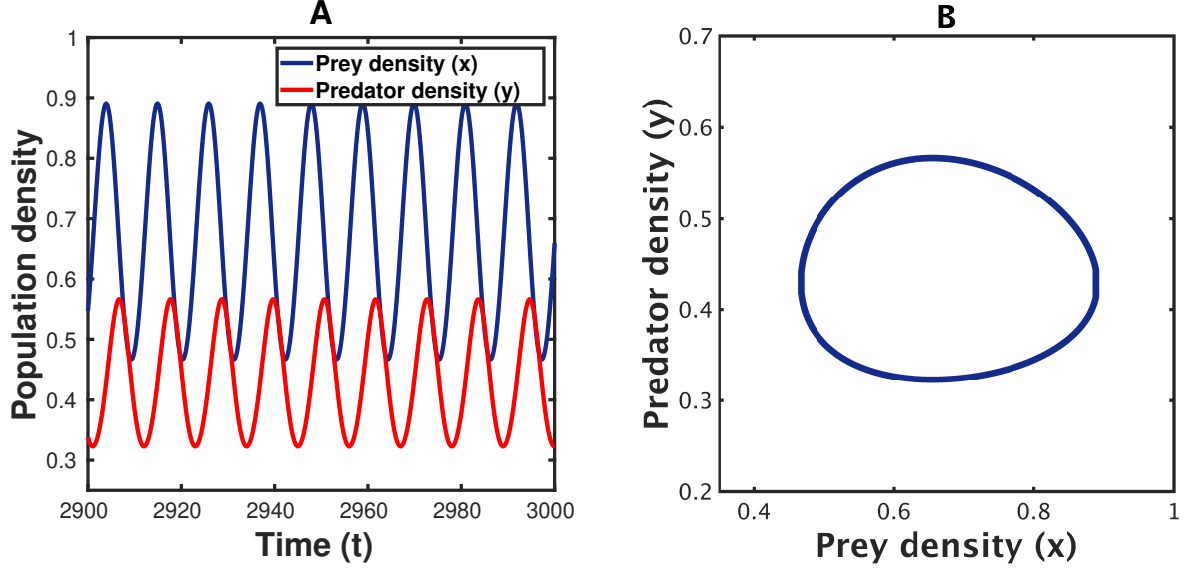 A
Population density
1
0.9
0.8
0.7
0.6
0.5
0.4
0.3
Prey density (x)
Predator density (y)
2900 2920 2940 2960 2980 3000
Time (t)
B
Predator density (y)
0.7
0.6
0.5
0.4
0.3
0.2
0.4 0.6 0.8 1
Prey density (x)